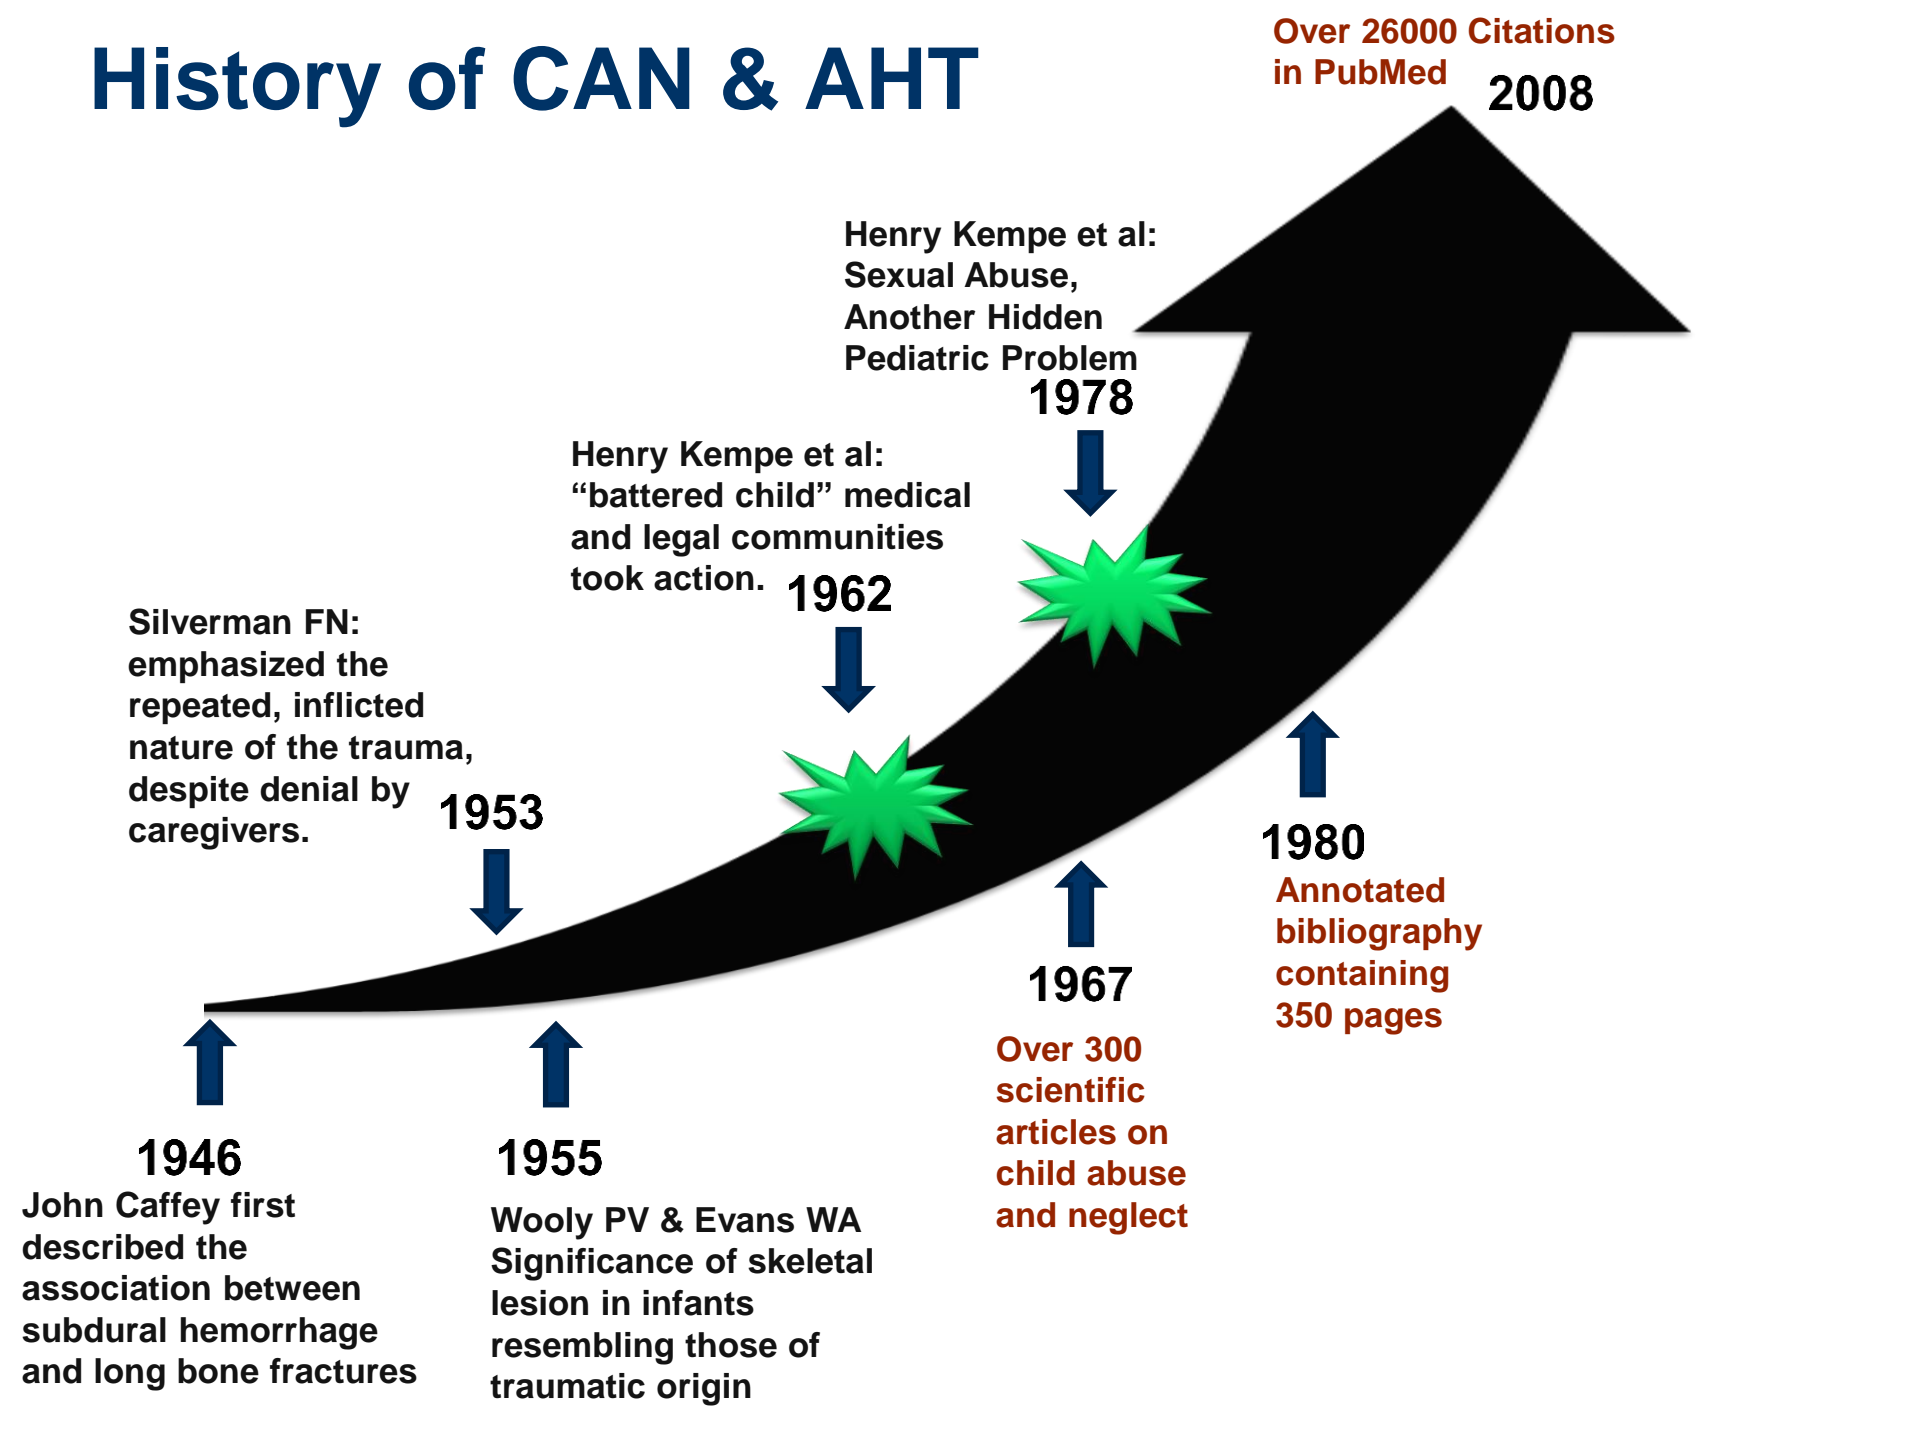 History of CAN & AHT
Over 26000 Citations
in PubMed
2008
Henry Kempe et al:
Sexual Abuse,
Another Hidden
Pediatric Problem
1978
Henry Kempe et al:
“battered child” medical
and legal communities
took action.
1962
Silverman FN:
emphasized the
repeated, inflicted
nature of the trauma,
despite denial by
caregivers.
1953
1946
John Caffey first
described the
association between
subdural hemorrhage
and long bone fractures
1955
Wooly PV & Evans WA
Significance of skeletal
lesion in infants
resembling those of
traumatic origin
1967
Over 300
scientific
articles on
child abuse
and neglect
1980
Annotated
bibliography
containing
350 pages